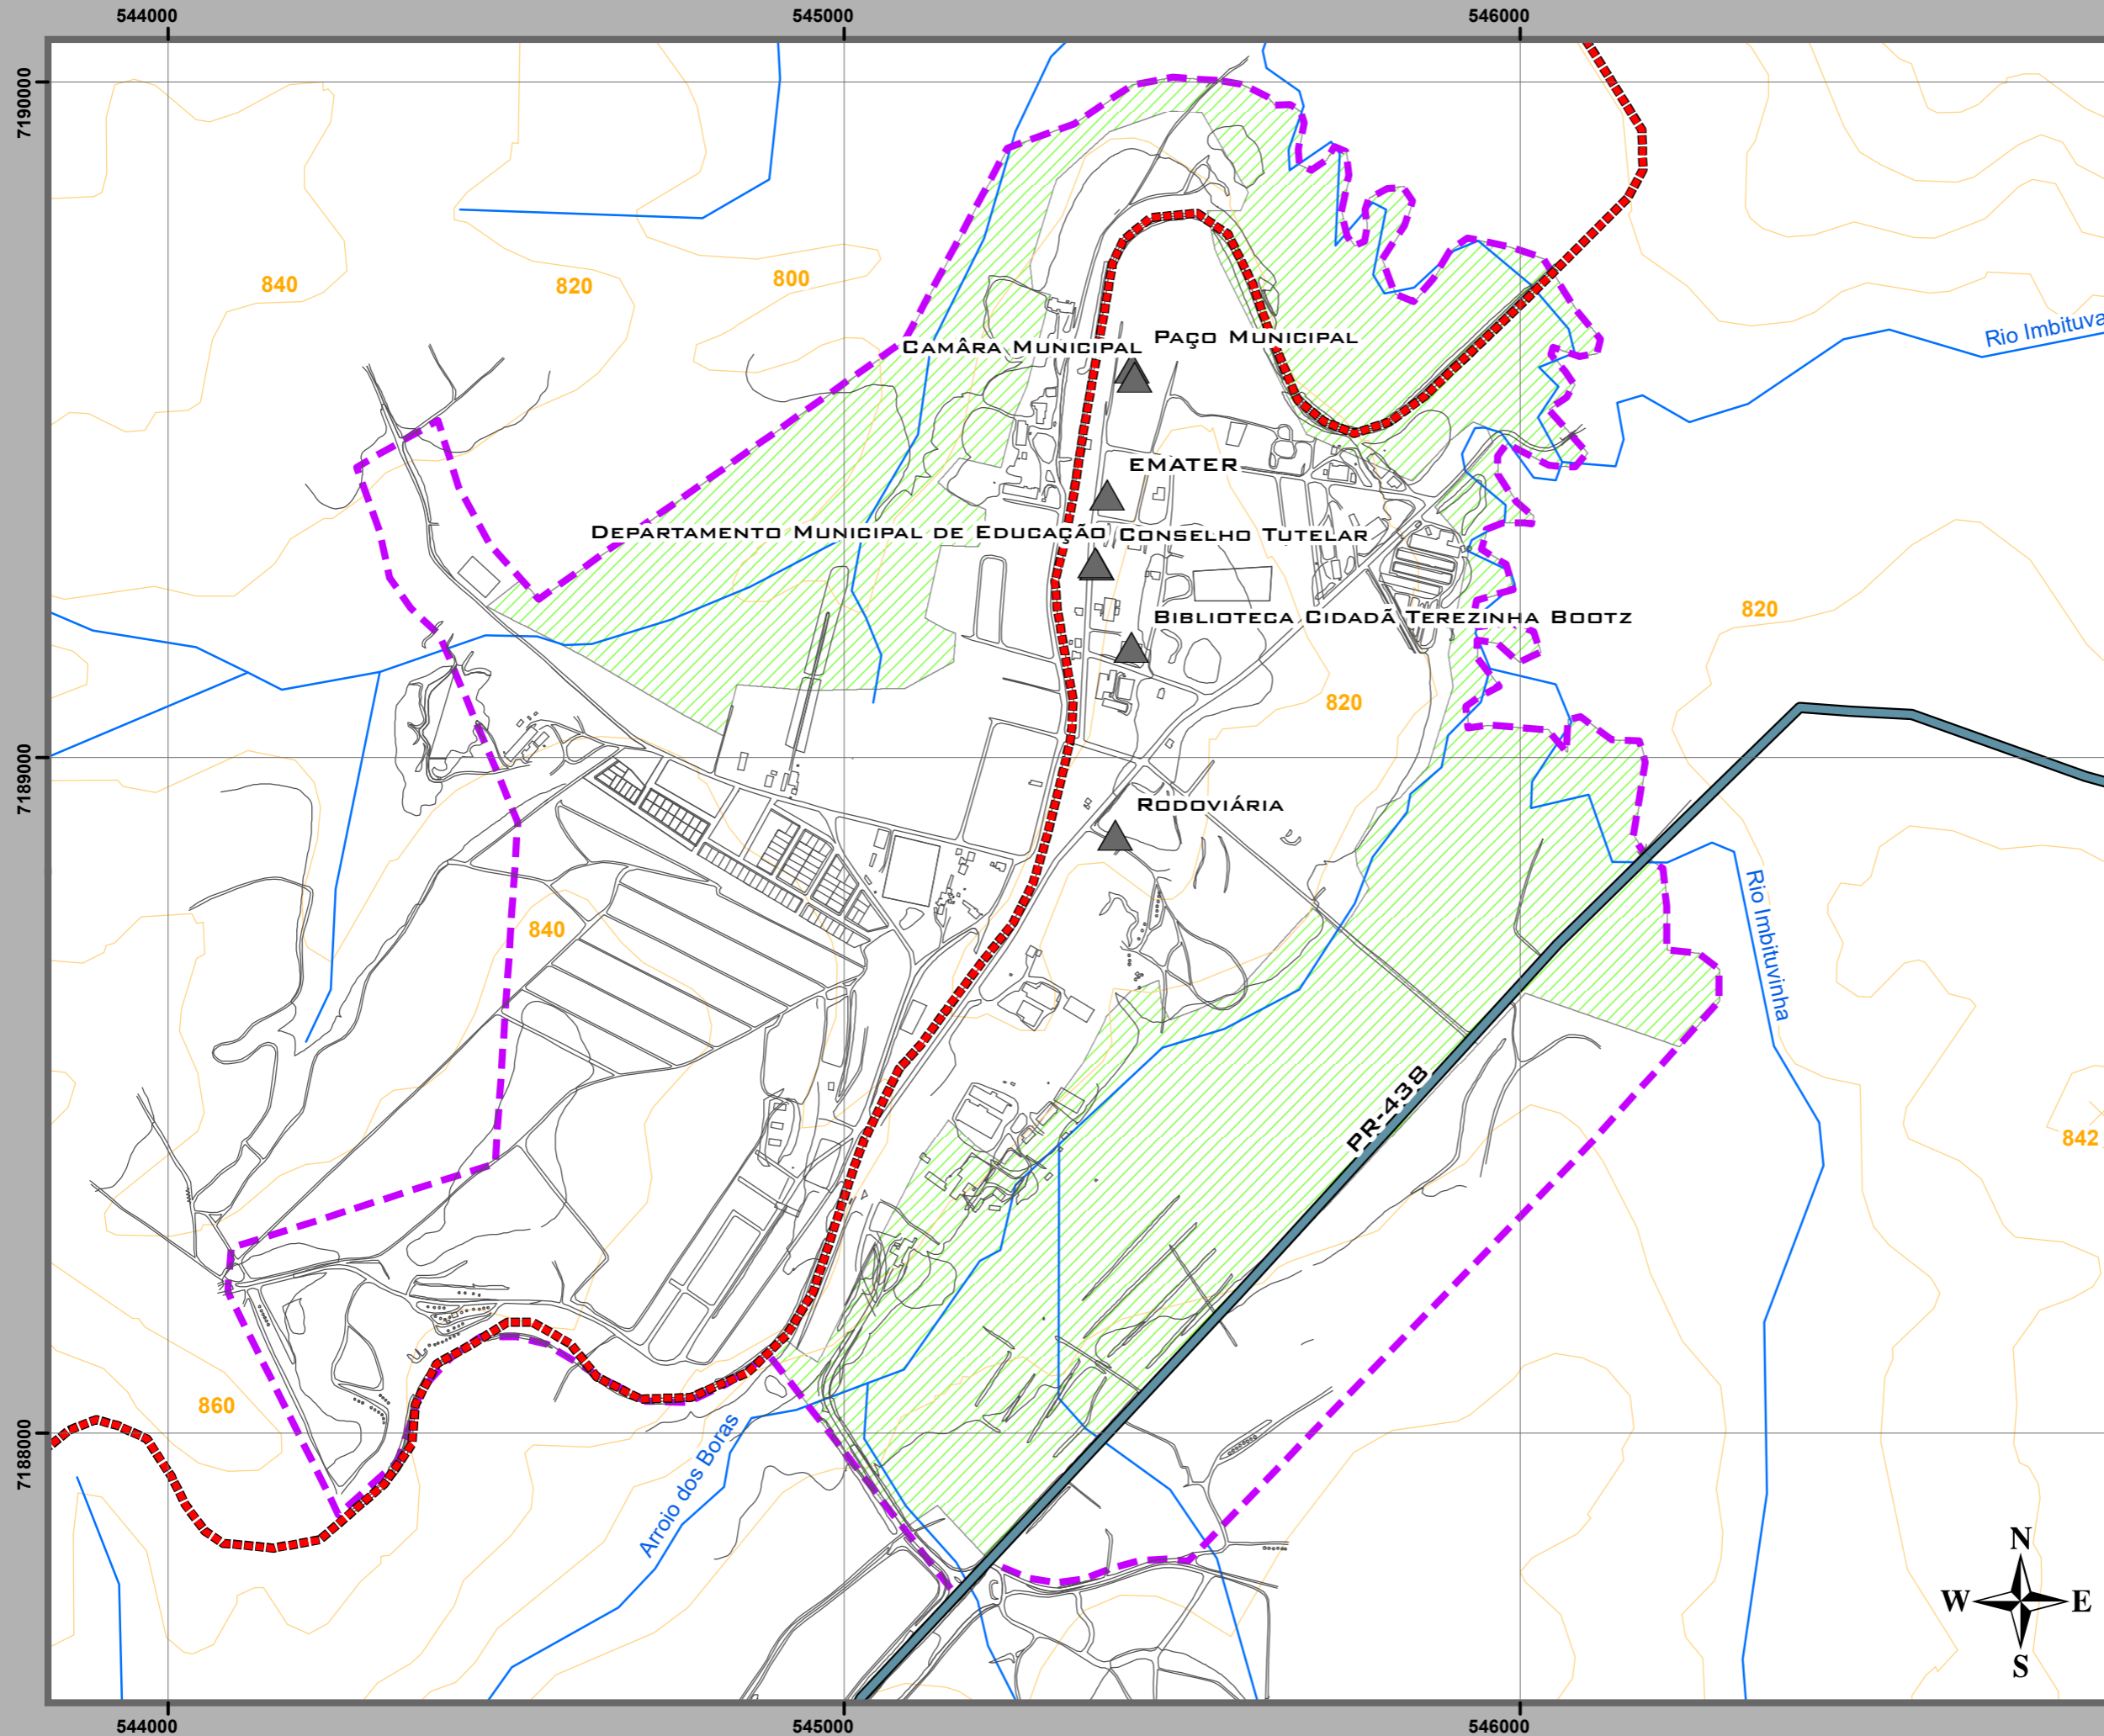 544000 545000 546000
7190000
840 820 800
Rio Imbituva
CAMÂRA MUNICIPAL PAÇO MUNICIPAL
EMATER
DEPARTAMENTO MUNICIPAL DE EDUCAÇÃO CONSELHO TUTELAR
BIBLIOTECA CIDADÃ TEREZINHA BOOTZ
820
820
7189000
RODOVIÁRIA
840
Rio Imbituvinha
PR-438
842
860
7188000
Arroio dos Boras
N
W E
S
544000 545000 546000